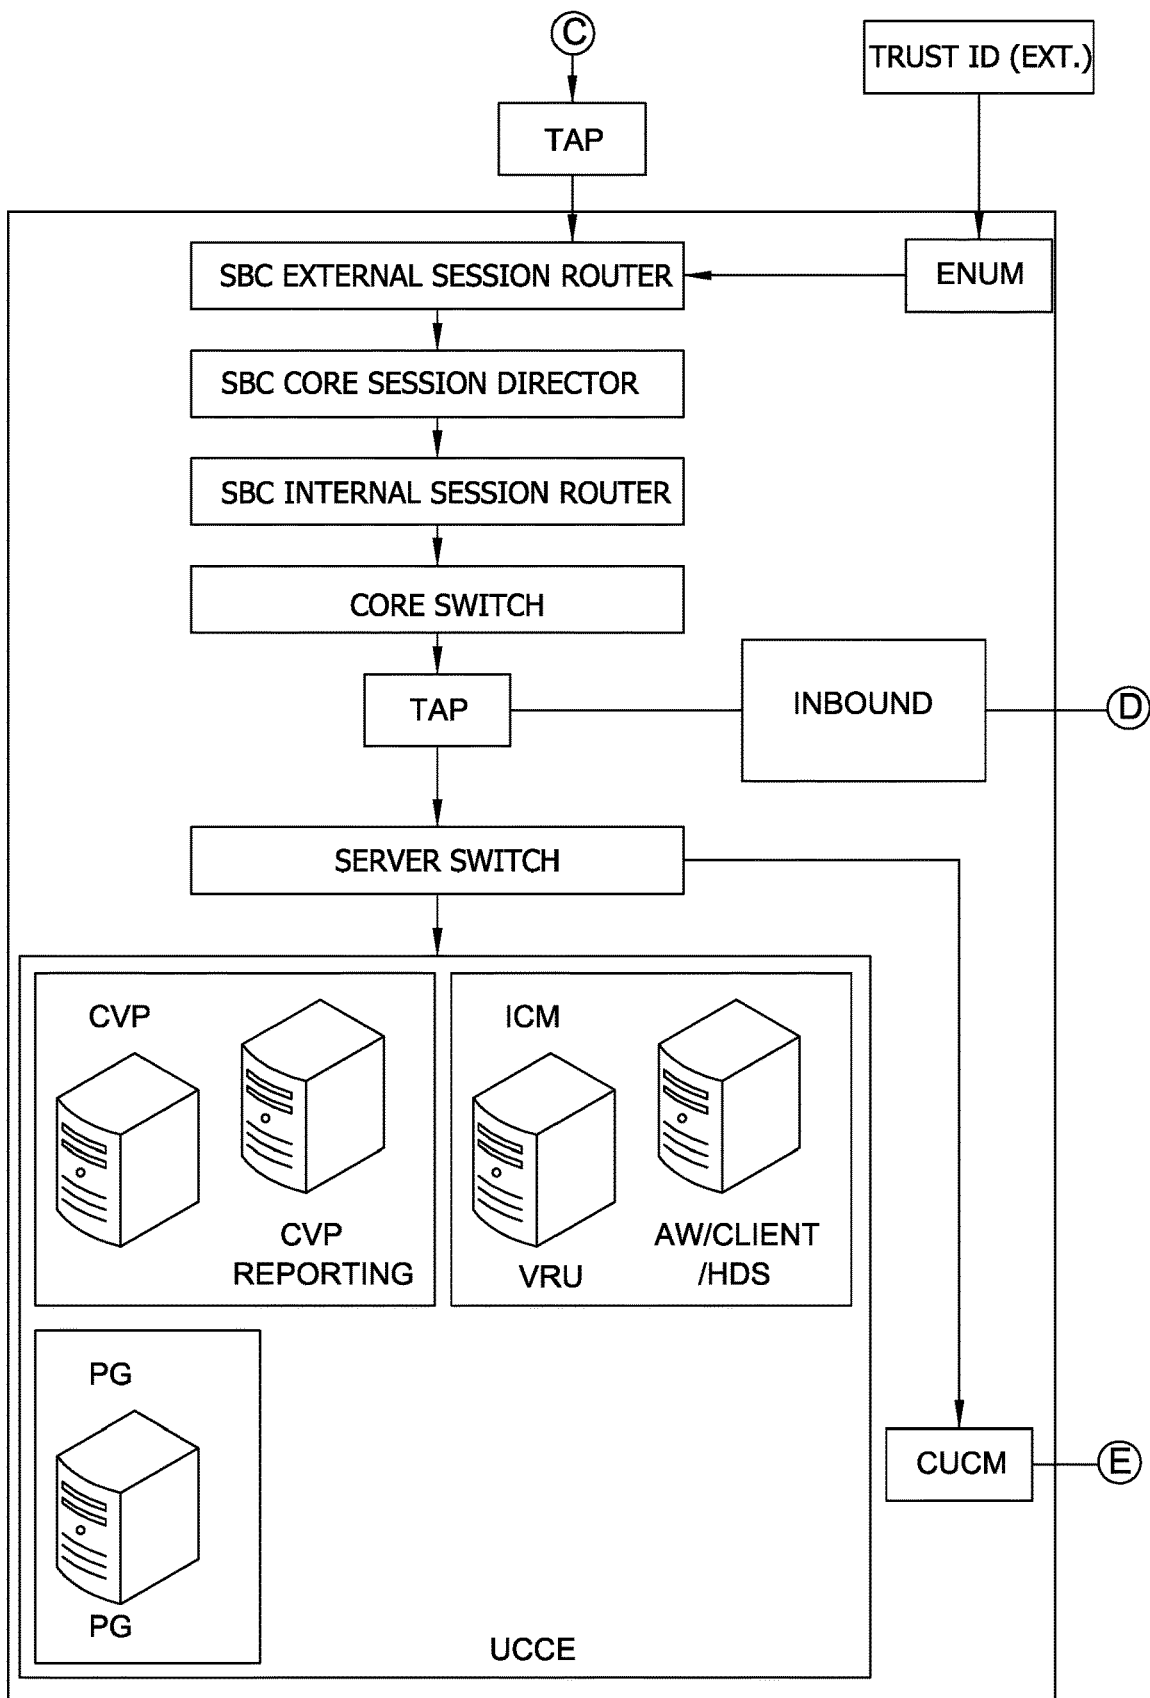 C
TRUST ID (EXT.)
TAP
SBC EXTERNAL SESSION ROUTER
ENUM
SBC CORE SESSION DIRECTOR
SBC INTERNAL SESSION ROUTER
CORE SWITCH
TAP
INBOUND
D
SERVER SWITCH
CVP
CVP
REPORTING
ICM
VRU
AW/CLIENT
/HDS
PG
PG
UCCE
CUCM
E